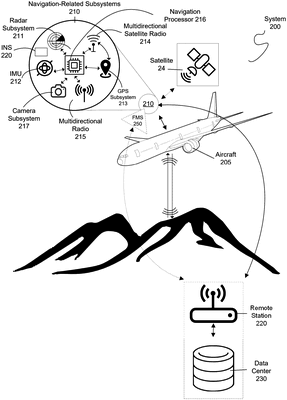 Navigation-Related Subsystems
210
Navigation
Processor 216
Radar
Subsystem
211
Multidirectional
Satellite Radio
214
System
200
INS
220
IMU
212
GPS
Subsystem
213
Camera
Subsystem
217
Multidirectional
Radio
215
Satellite
24
210
FMS
250
Aircraft
205
Remote
Station
220
Data
Center
230